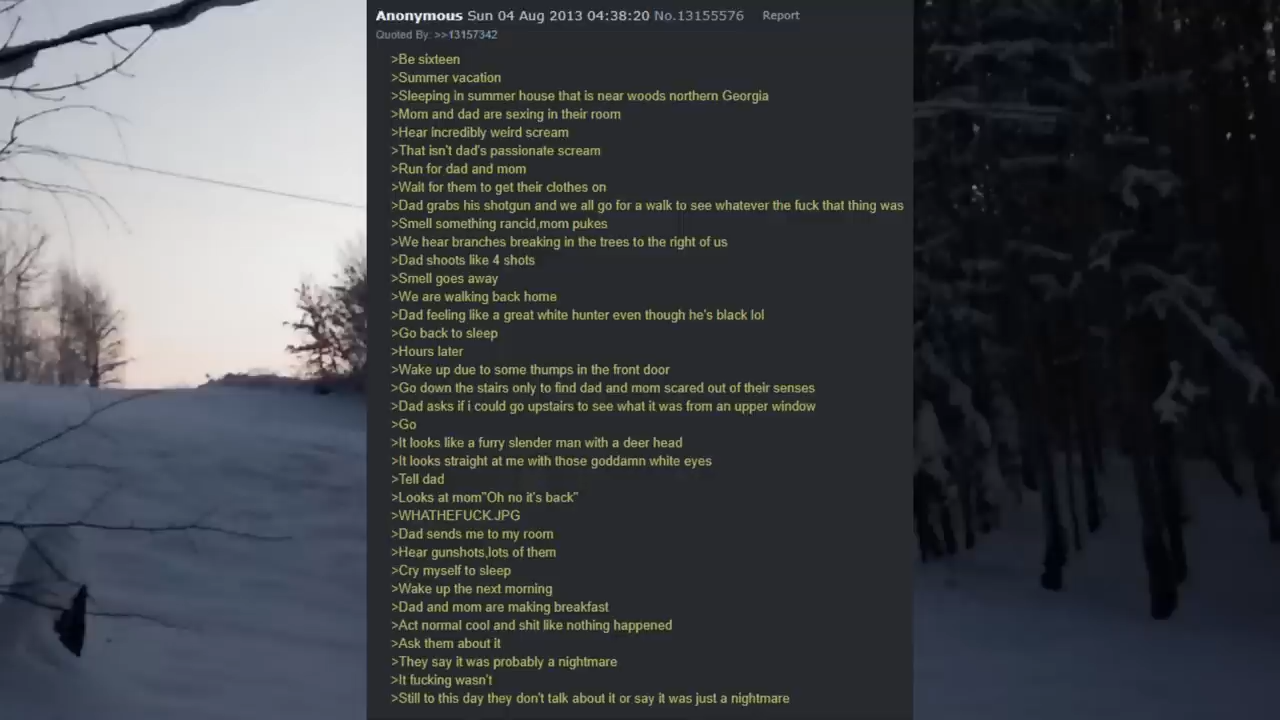 Anonymous Sun 04 Aug 2013 04:38:20 No.13155576 Report
Quoted By: >>13157342
>Be sixteen
>Summer vacation
>Sleeping in summer house that is near woods northern Georgia
>Mom and dad are sexing in their room
>Hear incredibly weird scream
>That isn't dad's passionate scream
>Run for dad and mom
>Wait for them to get their clothes on
>Dad grabs his shotgun and we all go for a walk to see whatever the fuck that thing was
>Smell something rancid,mom pukes
>We hear branches breaking in the trees to the right of us
>Dad shoots like 4 shots
>Smell goes away
>We are walking back home
>Dad feeling like a great white hunter even though he's black lol
>Go back to sleep
>Hours later
>Wake up due to some thumps in the front door
>Go down the stairs only to find dad and mom scared out of their senses
>Dad asks if i could go upstairs to see what it was from an upper window
>Go
>It looks like a furry slender man with a deer head
>It looks straight at me with those goddamn white eyes
>Tell dad
>Looks at mom"Oh no it's back"
>WHATHEFUCK.JPG
>Dad sends me to my room
>Hear gunshots,lots of them
>Cry myself to sleep
>Wake up the next morning
>Dad and mom are making breakfast
>Act normal cool and shit like nothing happened
>Ask them about it
>They say it was probably a nightmare
>It fucking wasn't
>Still to this day they don't talk about it or say it was just a nightmare